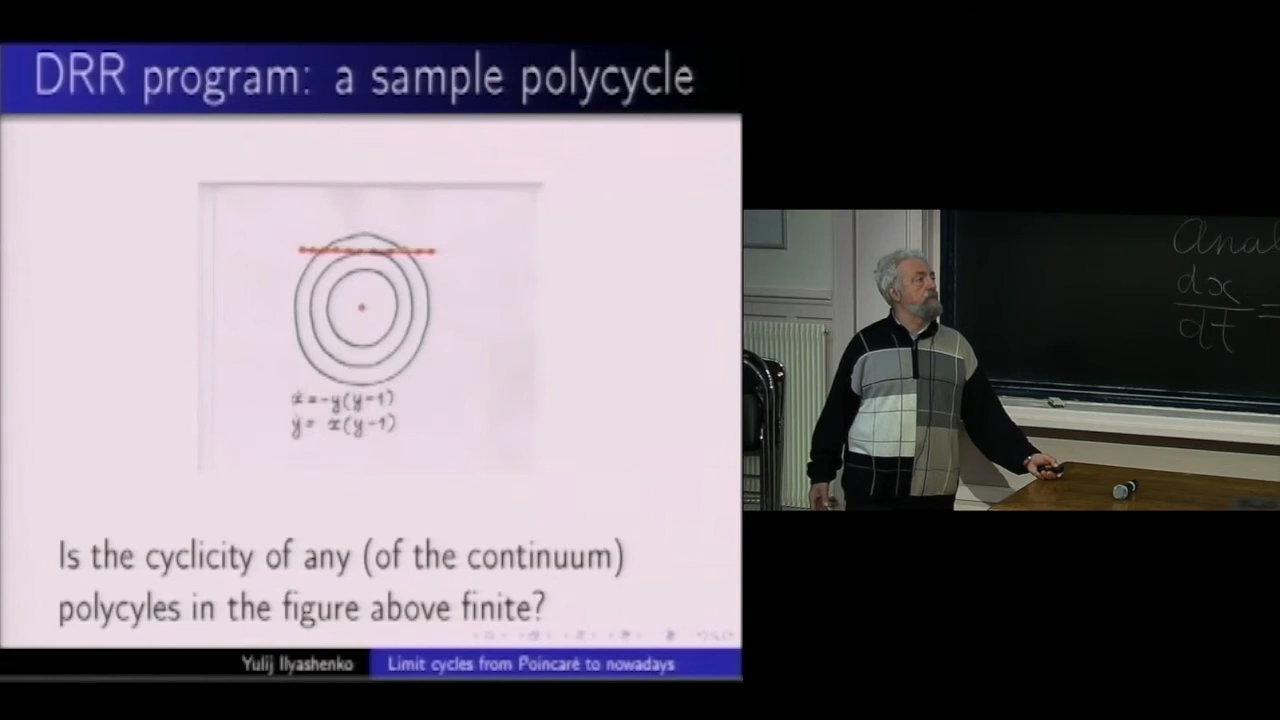 DRR program: a sample polycycle
ẋ = -y(y-1)
ẏ = x(y-1)
Is the cyclicity of any (of the continuum)
polycyles in the figure above finite?
Yulij Ilyashenko
Limit cycles from Poincaré to nowadays
Anal
dx
dt =